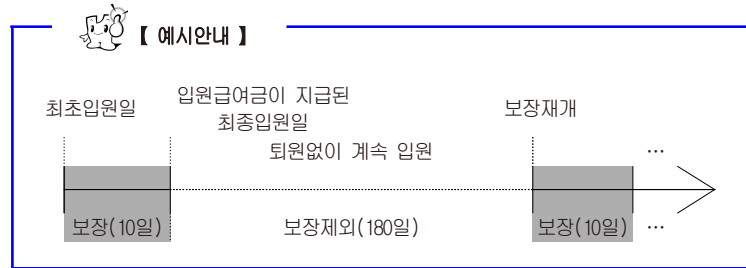 【 예시안내 】
최초입원일
입원급여금이 지급된
최종입원일
보장재개
퇴원없이 계속 입원
…
보장(10일)
보장제외(180일)
보장(10일)
…